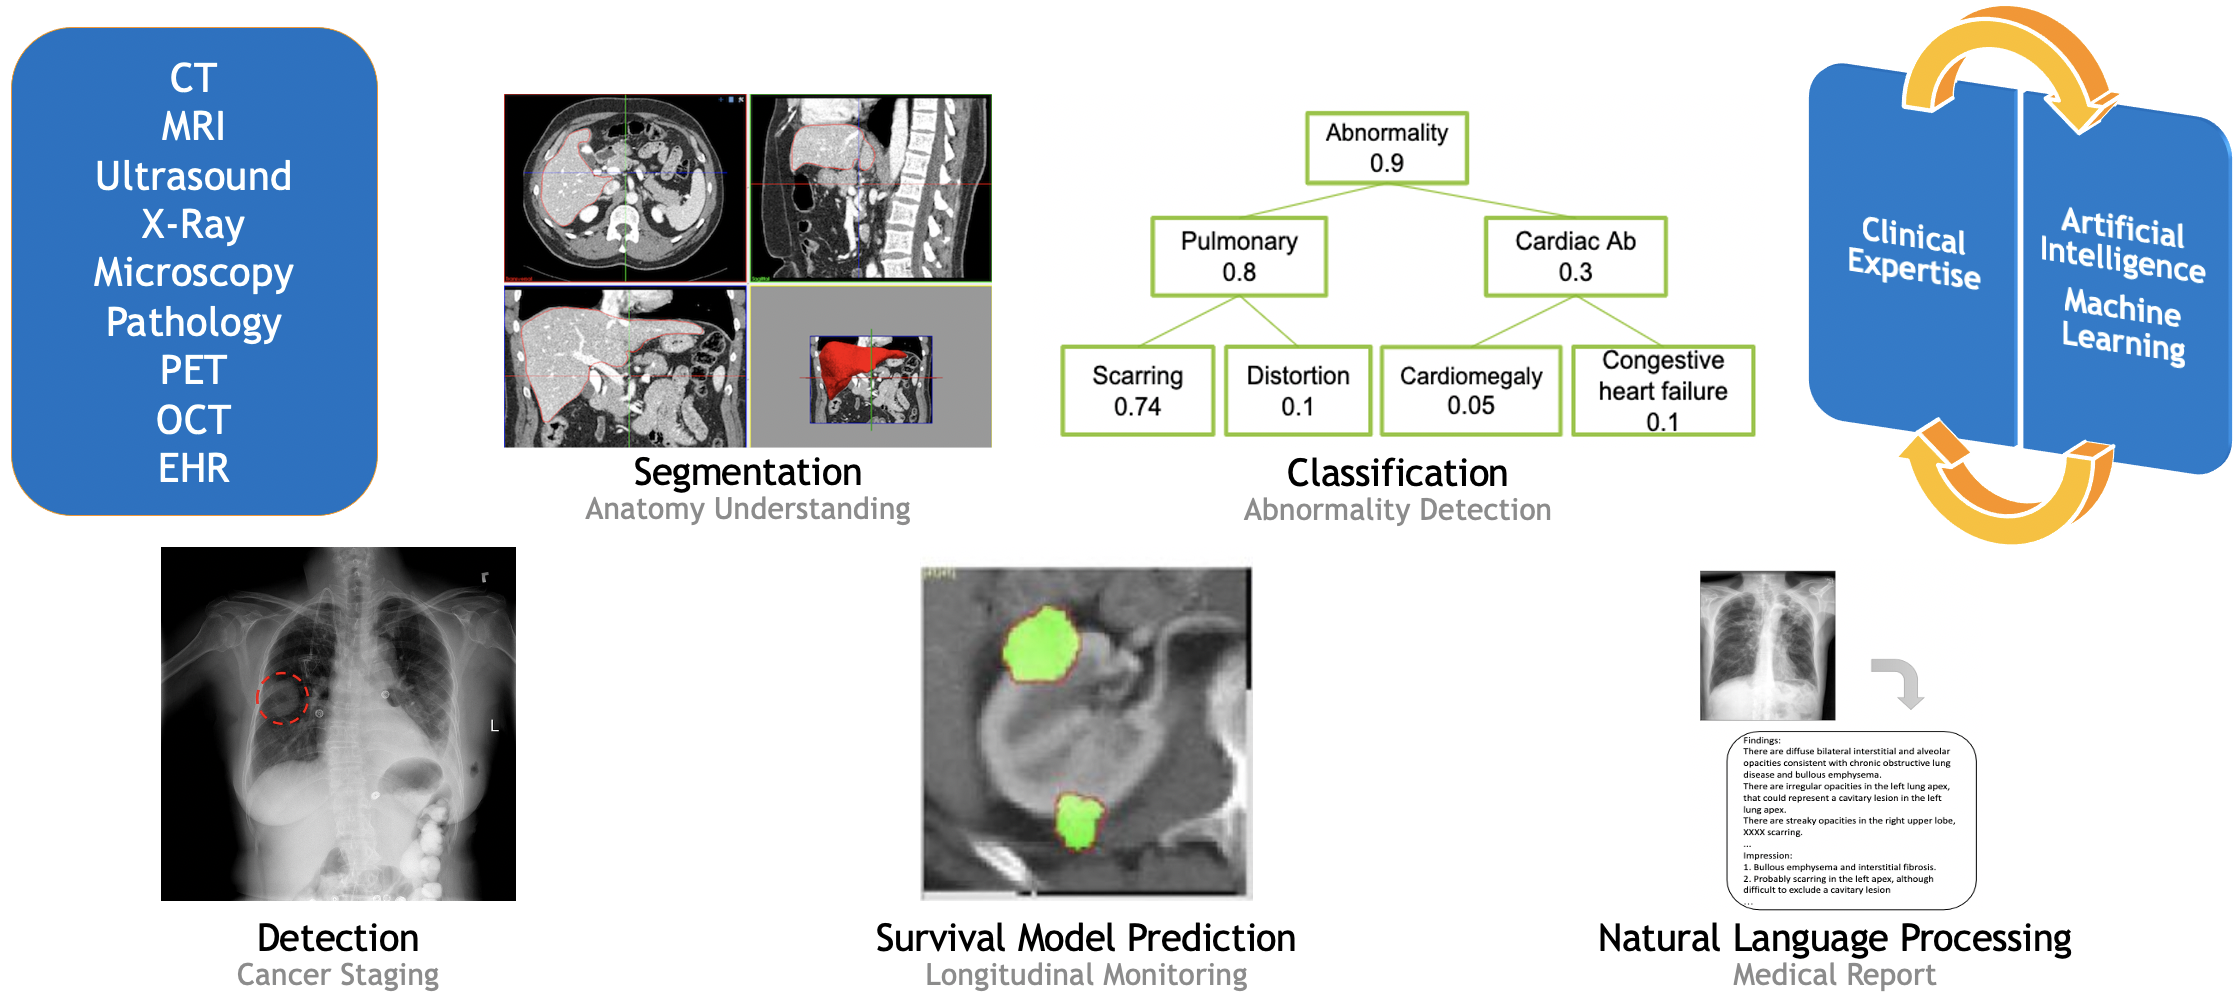 CT
MRI
Ultrasound
X-Ray
Microscopy
Pathology
PET
OCT
EHR
Segmentation
Anatomy Understanding
Abnormality
0.9
Pulmonary
0.8
Cardiac Ab
0.3
Scarring
0.74
Distortion
0.1
Cardiomegaly
0.05
Congestive
heart failure
0.1
Classification
Abnormality Detection
Clinical
Expertise
Artificial
Intelligence
Machine
Learning
L
Detection
Cancer Staging
Survival Model Prediction
Longitudinal Monitoring
Findings:
There are diffuse bilateral interstitial and alveolar
opacities consistent with chronic obstructive lung
disease and bullous emphysema.
There are irregular opacities in the left lung apex,
that could represent a cavitary lesion in the left
lung apex.
There are streaky opacities in the right upper lobe,
XXXX scarring.
...
Impression:
1. Bullous emphysema and interstitial fibrosis.
2. Probably scarring in the left apex, although
difficult to exclude a cavitary lesion
...
Natural Language Processing
Medical Report